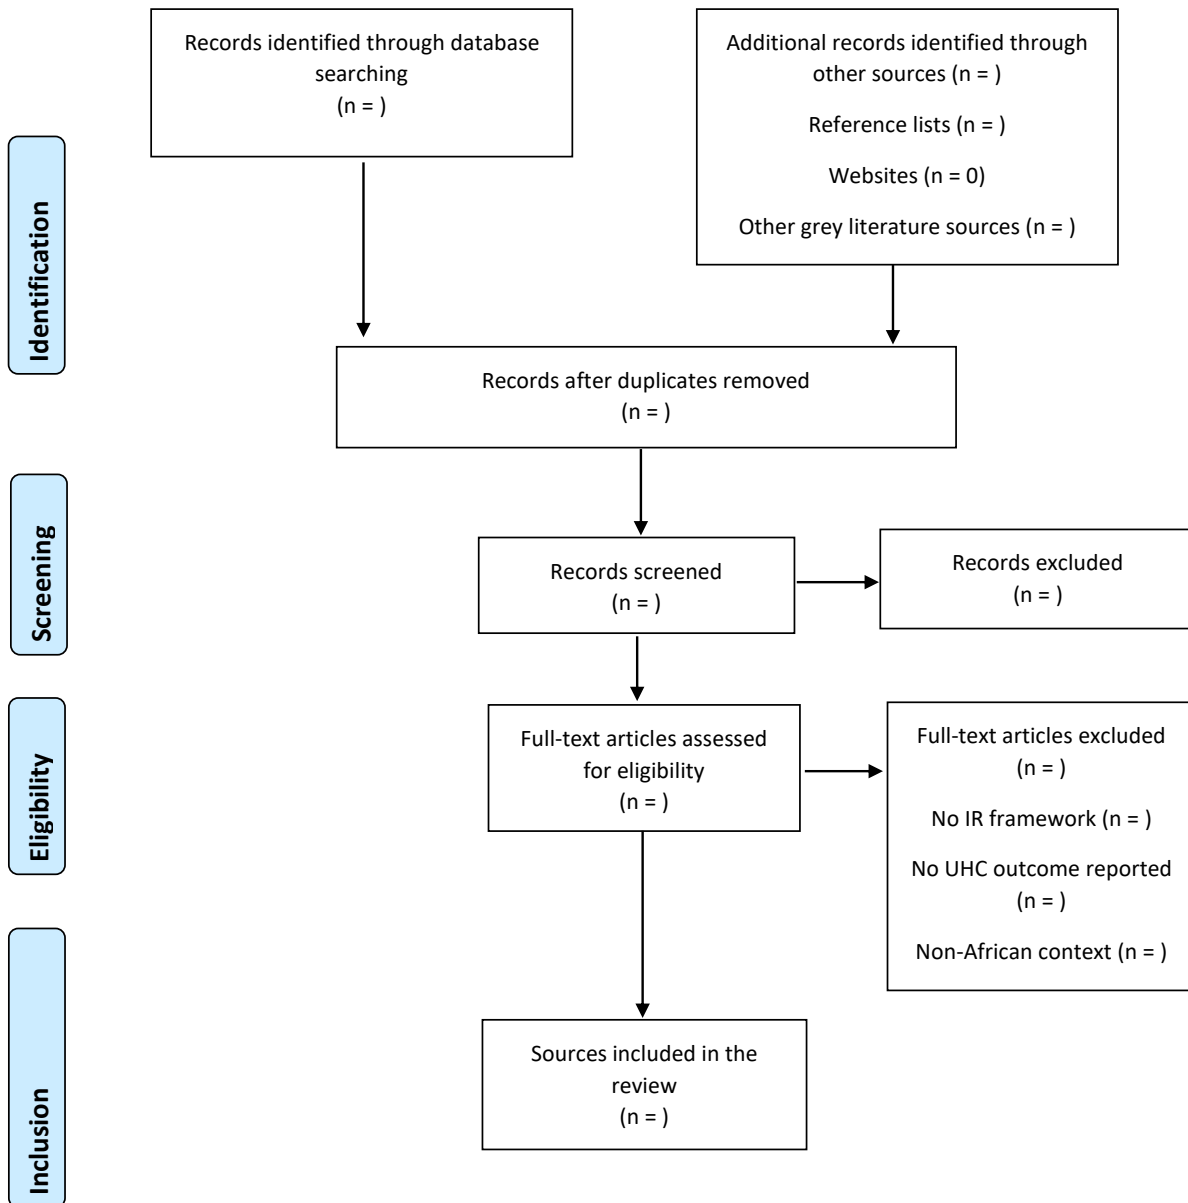 Records identified through database
searching
(n = )
Additional records identified through
other sources (n = )
Reference lists (n = )
Websites (n = 0)
Other grey literature sources (n = )
Identification
Records after duplicates removed
(n = )
Screening
Records screened
(n = )
Records excluded
(n = )
Eligibility
Full-text articles assessed
for eligibility
(n = )
Full-text articles excluded
(n = )
No IR framework (n = )
No UHC outcome reported
(n = )
Non-African context (n = )
Inclusion
Sources included in the
review
(n = )